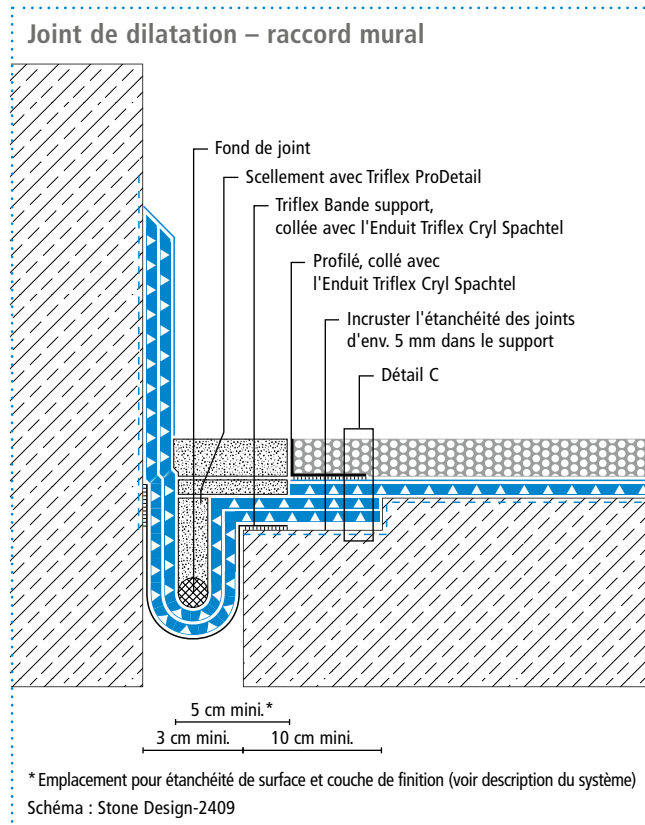 Joint de dilatation – raccord mural
Fond de joint
Scellement avec Triflex ProDetail
Triflex Bande support,
collée avec l'Enduit Triflex Cryl Spachtel
Profilé, collé avec
l'Enduit Triflex Cryl Spachtel
Incruster l'étanchéité des joints
d'env. 5 mm dans le support
Détail C
5 cm mini.*
3 cm mini.
10 cm mini.
* Emplacement pour étanchéité de surface et couche de finition (voir description du système)
Schéma : Stone Design-2409